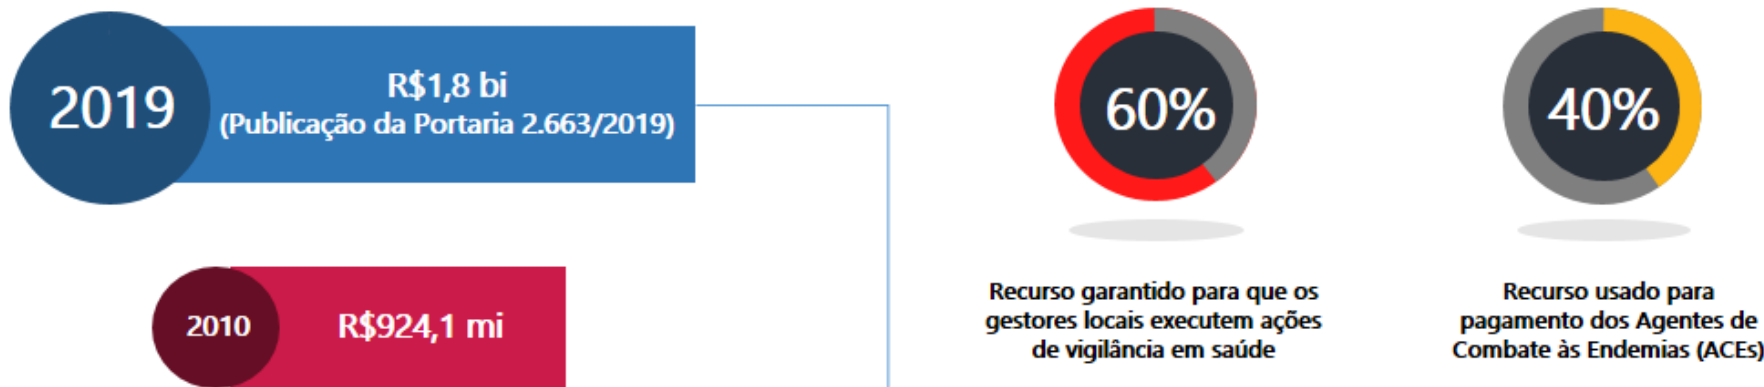 2019
R$1,8 bi
(Publicação da Portaria 2.663/2019)
2010
R$924,1 mi
60%
Recurso garantido para que os
gestores locais executem ações
de vigilância em saúde
40%
Recurso usado para
pagamento dos Agentes de
Combate às Endemias (ACEs)